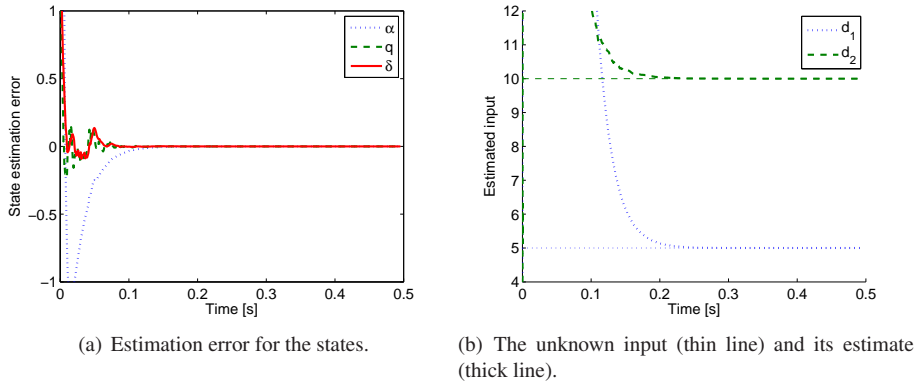 1
0.5
0
−0.5
−1
State estimation error
0
0.1
0.2
0.3
0.4
0.5
Time [s]
α
q
δ
(a) Estimation error for the states.
12
11
10
9
8
7
6
5
4
Estimated input
0
0.1
0.2
0.3
0.4
0.5
Time [s]
d1
d2
(b) The unknown input (thin line) and its estimate
(thick line).